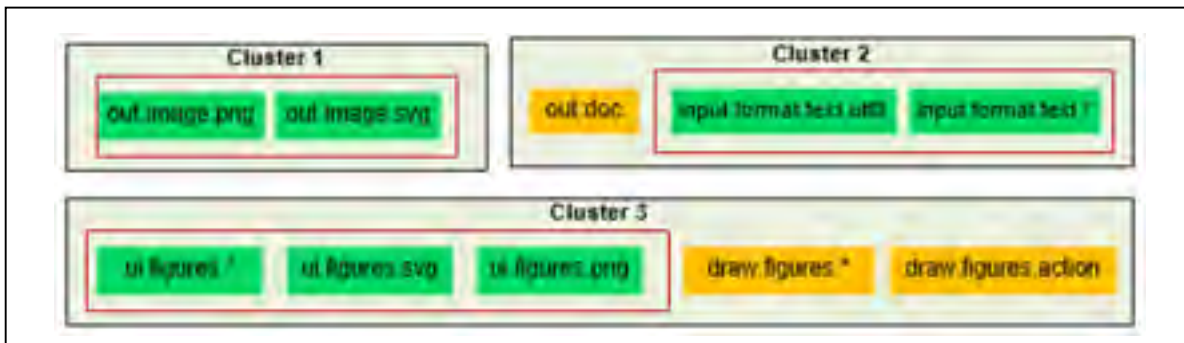 Cluster 1
out.image.png out.image.svg
Cluster 2
out.doc input.format.text.utf8 input.format.text.*
Cluster 3
ui.figures.* ui.figures.svg ui.figures.png draw.figures.* draw.figures.action